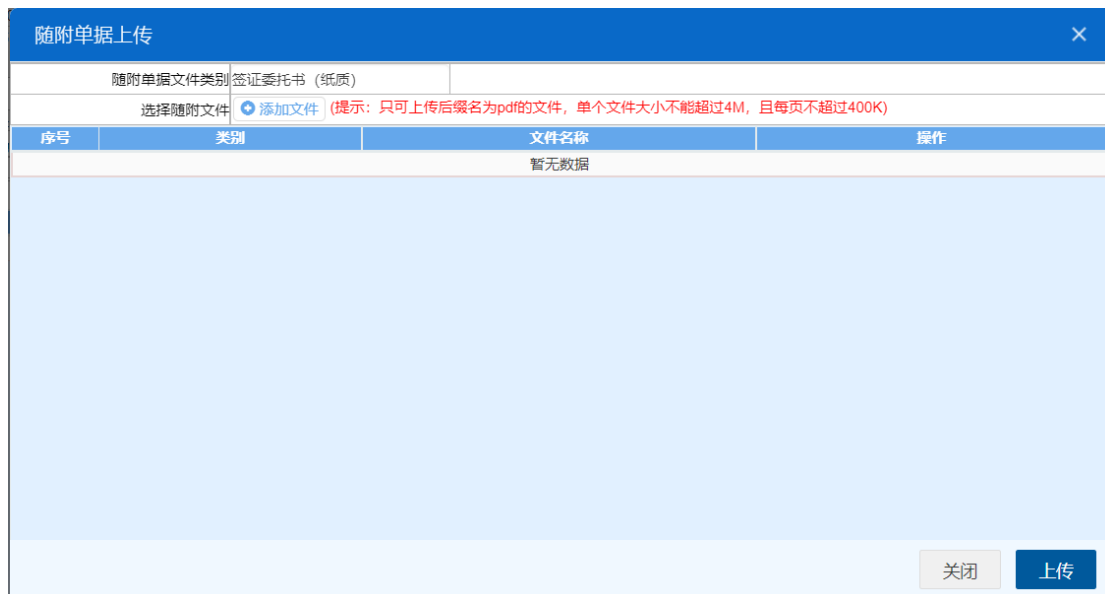 随附单据上传
随附单据文件类别 签证委托书（纸质）
选择随附文件 添加文件 (提示：只可上传后缀名为pdf的文件，单个文件大小不能超过4M，且每页不超过400K)
序号 类别 文件名称 操作
暂无数据
关闭 上传